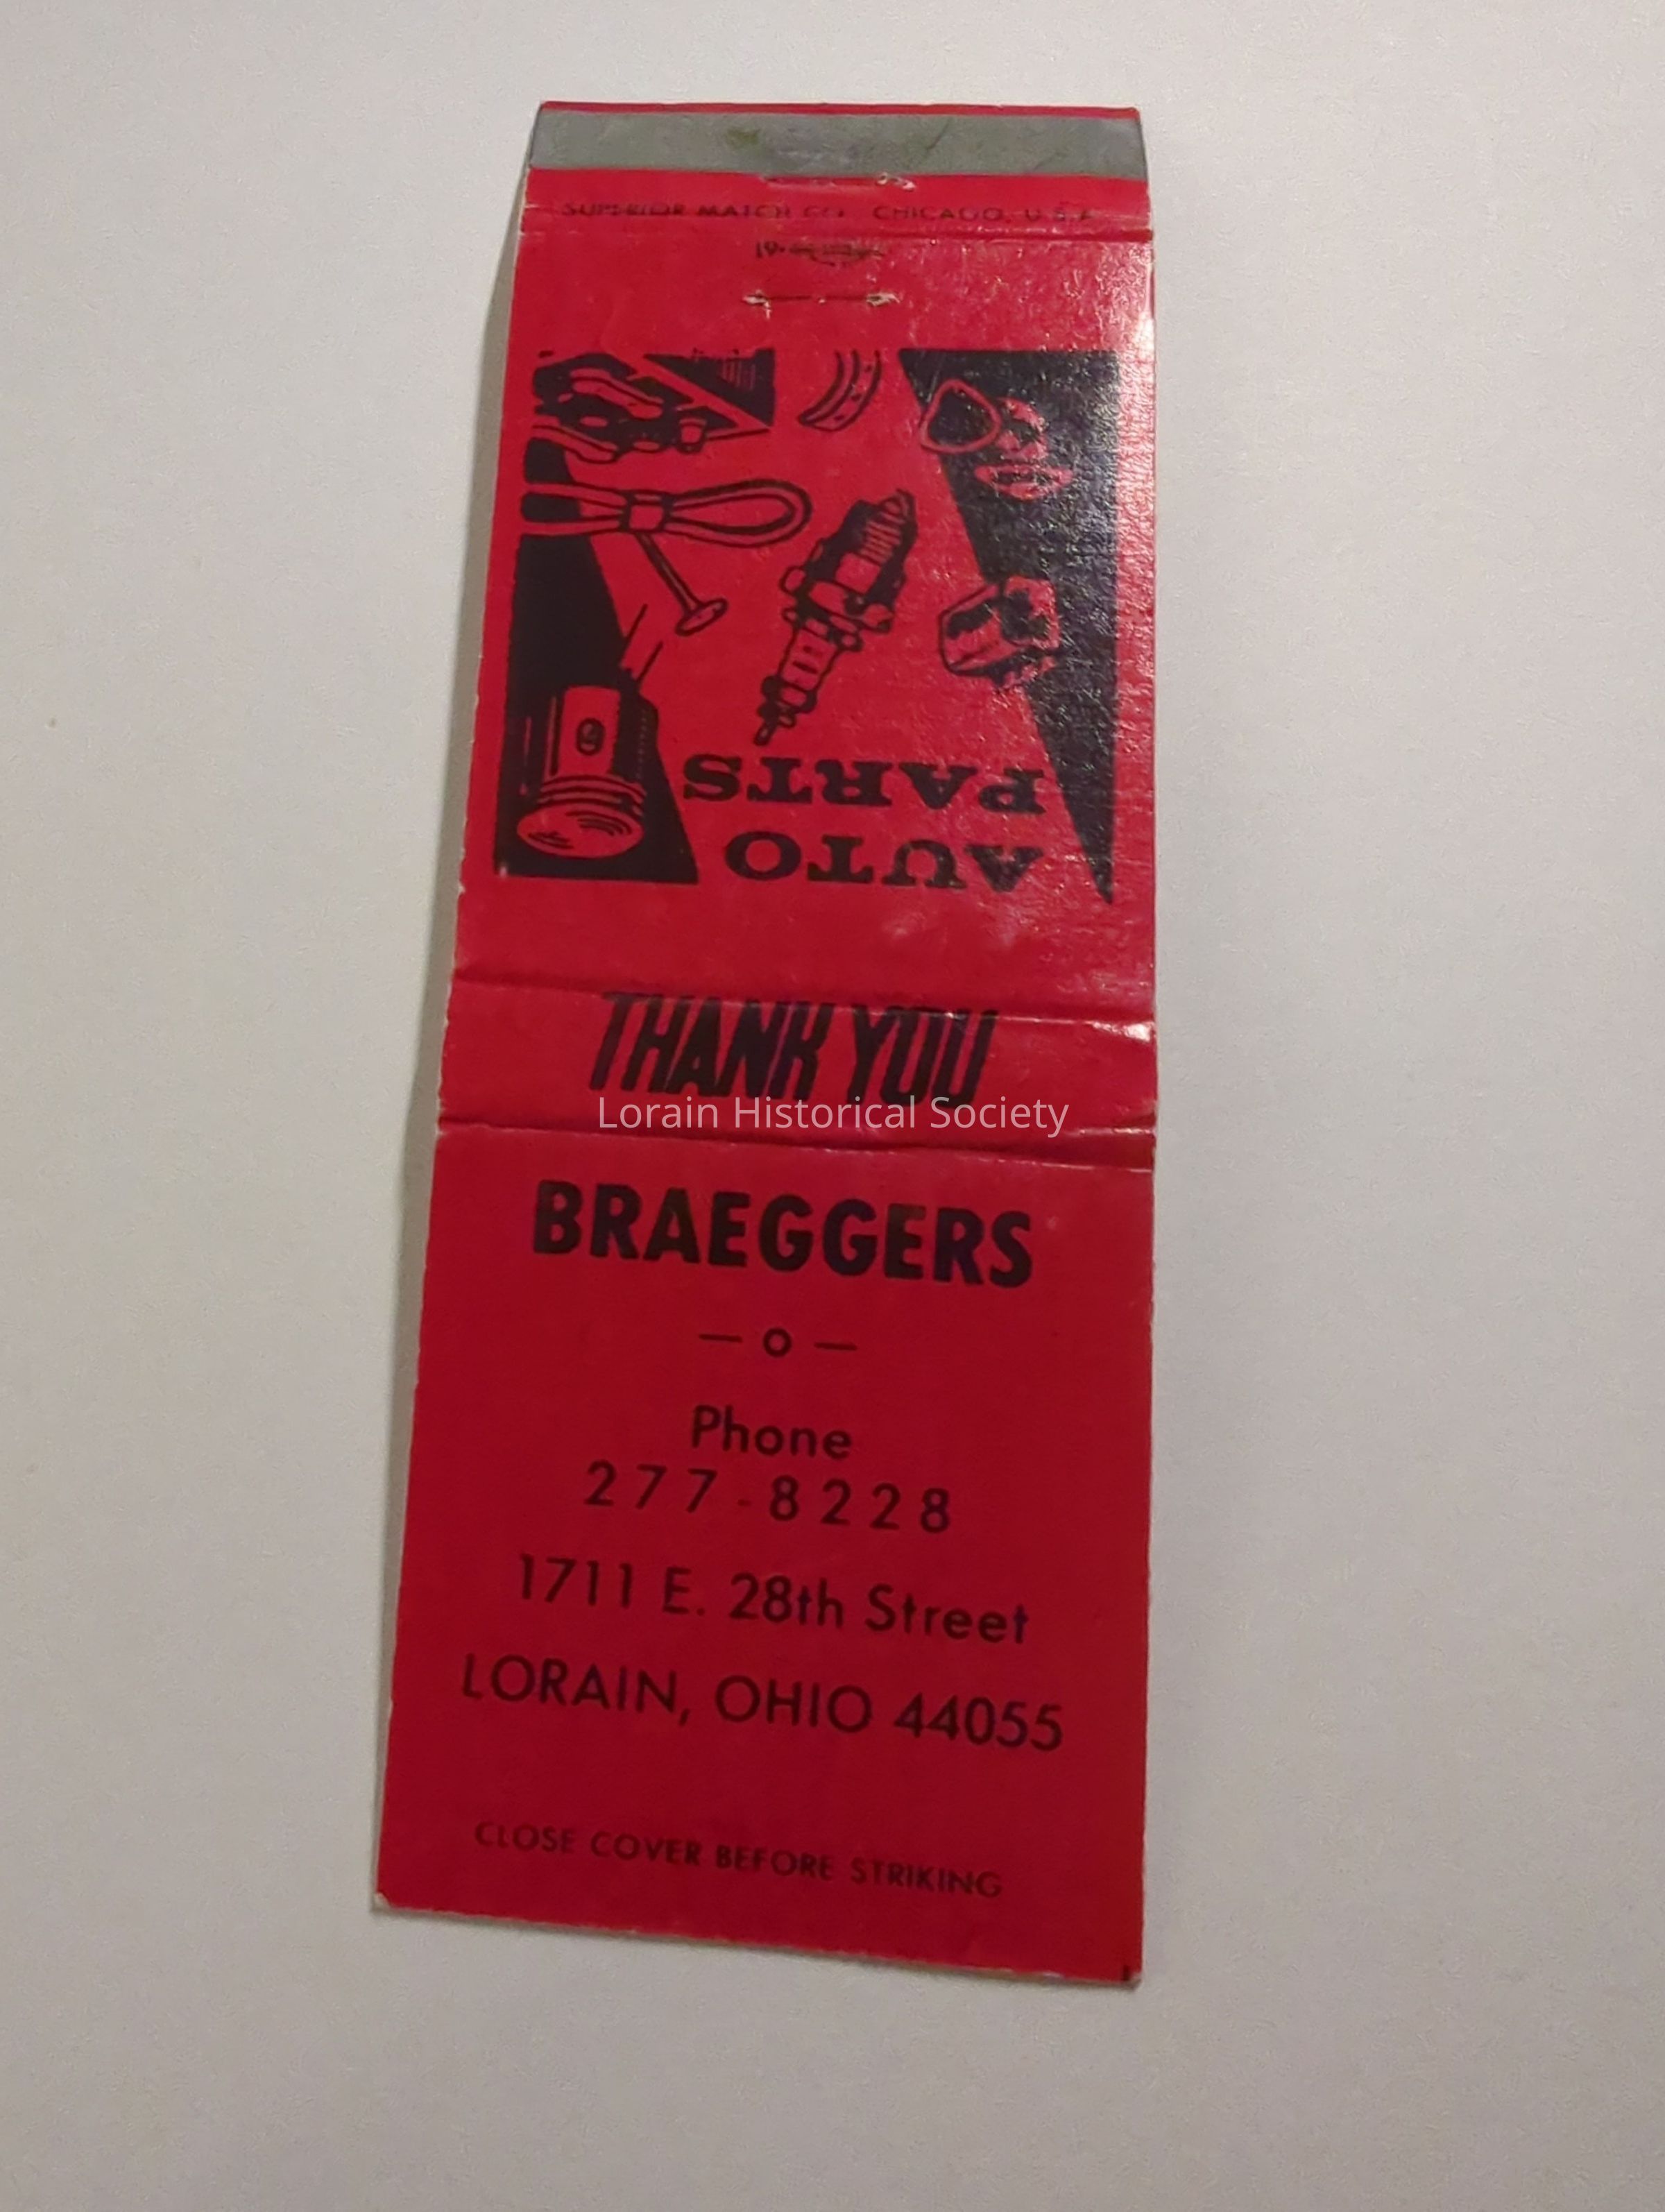 SUPERIOR MATCH CO. CHICAGO, U.S.A.
AUTO
PARTS
THANK YOU
Lorain Historical Society
BRAEGGERS
— o —
Phone
277-8228
1711 E. 28th Street
LORAIN, OHIO 44055
CLOSE COVER BEFORE STRIKING